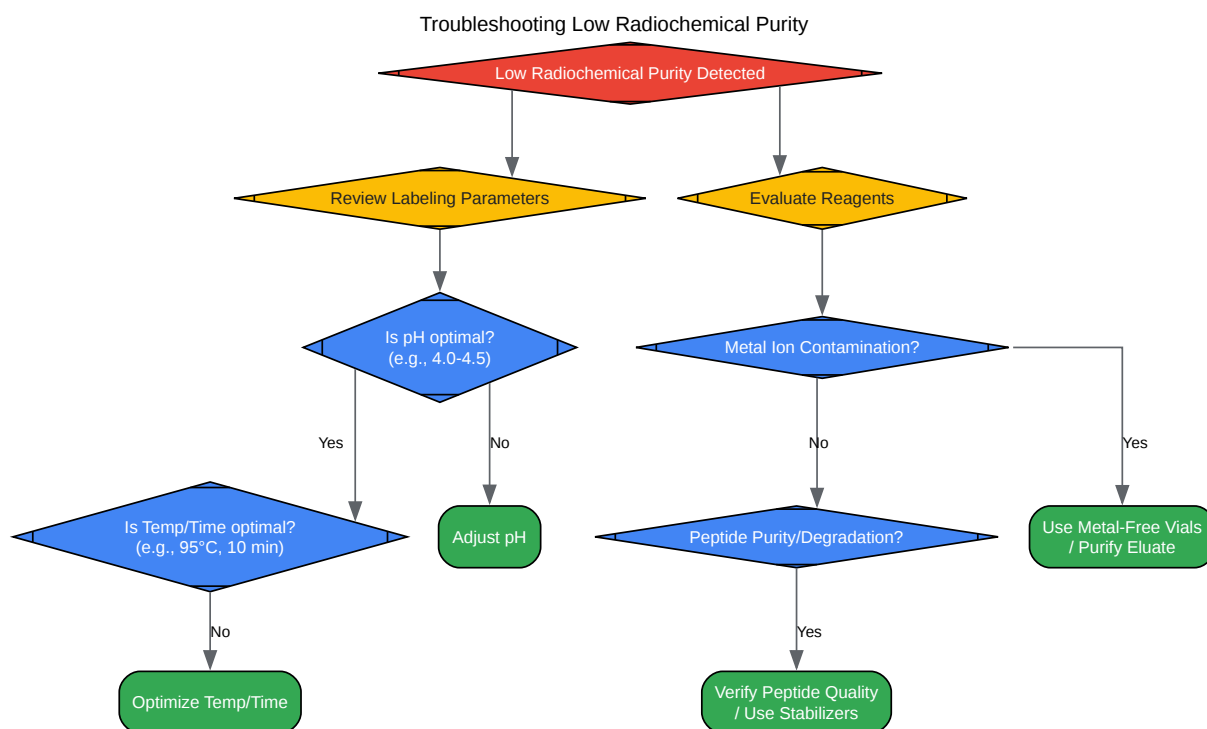 Troubleshooting Low Radiochemical Purity
Low Radiochemical Purity Detected
Review Labeling Parameters
Evaluate Reagents
Is pH optimal?
(e.g., 4.0-4.5)
Metal Ion Contamination?
Yes
No
No
Yes
Is Temp/Time optimal?
(e.g., 95°C, 10 min)
Adjust pH
Peptide Purity/Degradation?
Use Metal-Free Vials
/ Purify Eluate
No
Yes
Optimize Temp/Time
Verify Peptide Quality
/ Use Stabilizers